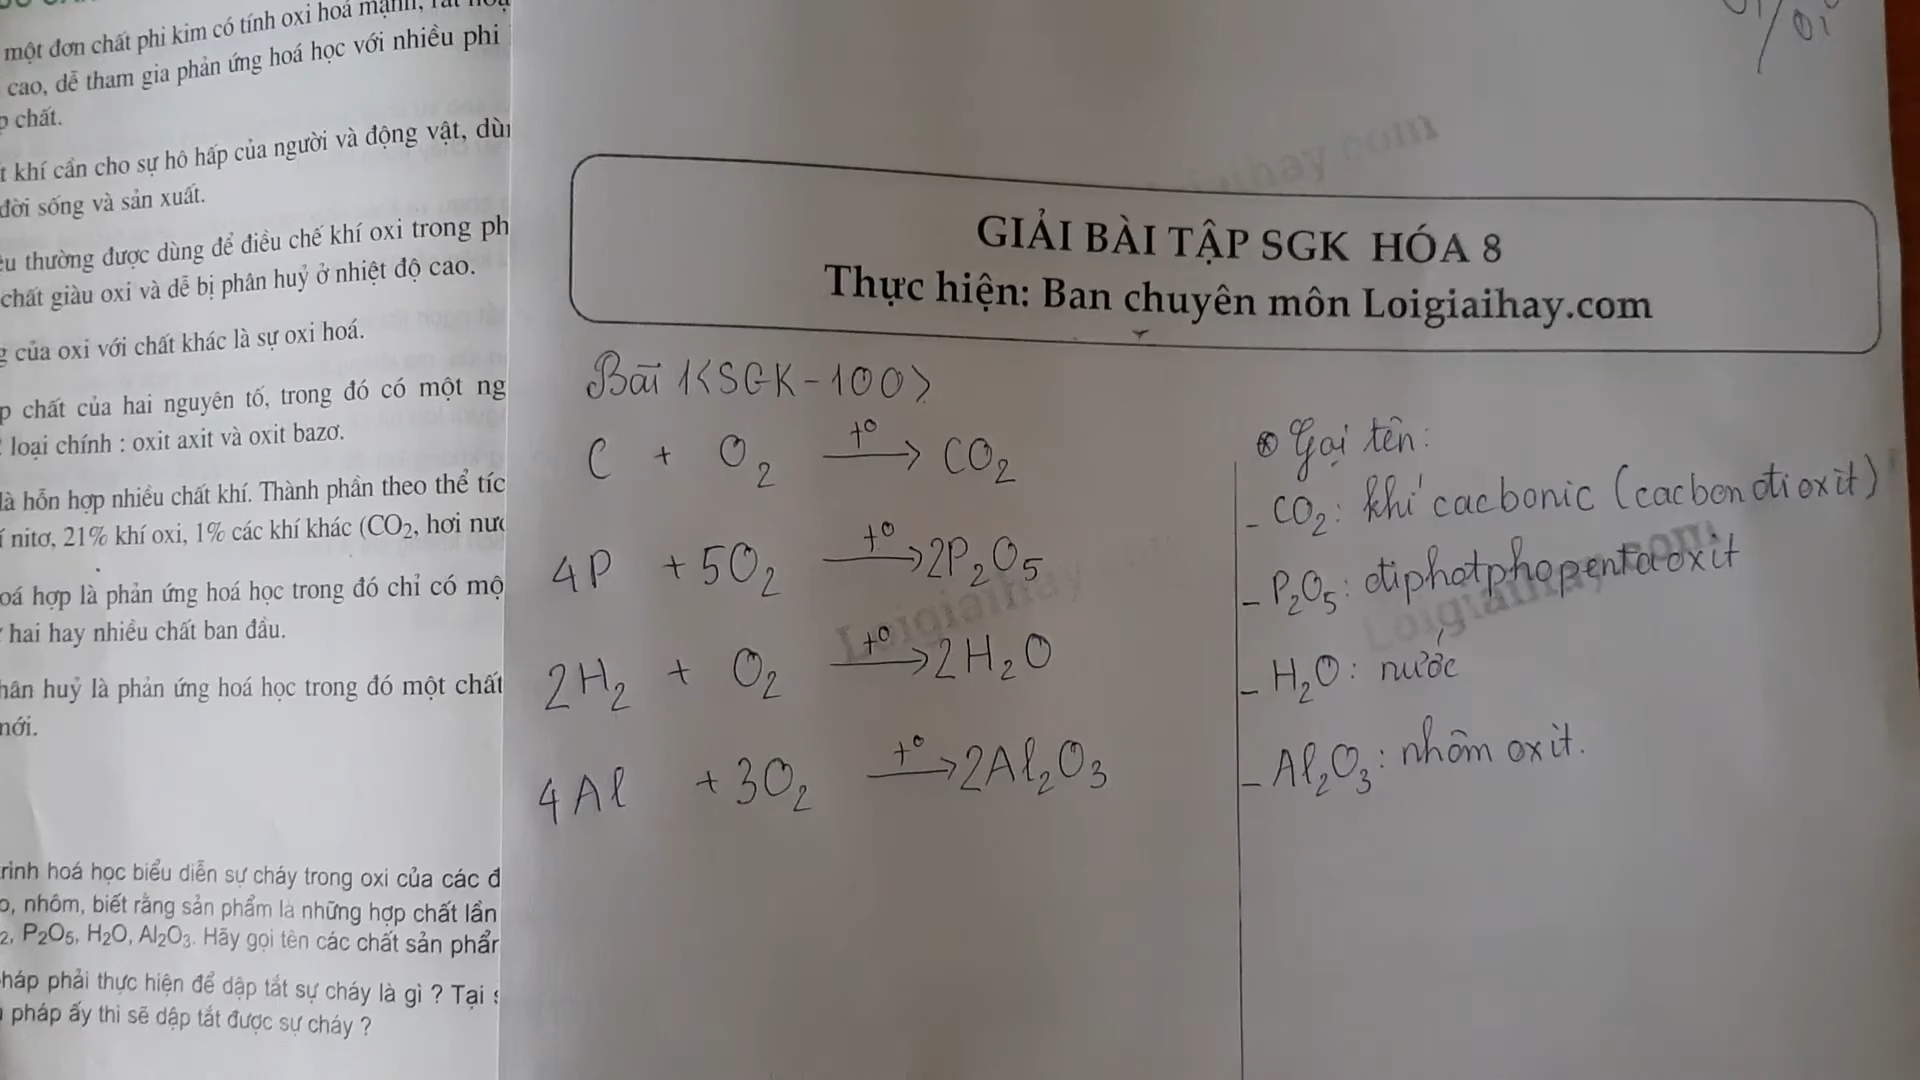 một đơn chất phi kim có tính oxi hoá mạnh,
cao, dễ tham gia phản ứng hoá học với nhiều phi
chất.
khí cần cho sự hô hấp của người và động vật,
đời sống và sản xuất.
thường được dùng để điều chế khí oxi trong
chất giàu oxi và dễ bị phân huỷ ở nhiệt độ cao.
của oxi với chất khác là sự oxi hoá.
chất của hai nguyên tố, trong đó có một
loại chính : oxit axit và oxit bazơ.
là hỗn hợp nhiều chất khí. Thành phần theo thể
nitơ, 21% khí oxi, 1% các khí khác (CO₂, hơi
hợp là phản ứng hoá học trong đó chỉ có
hai hay nhiều chất ban đầu.
huỷ là phản ứng hoá học trong đó một chất
mới.
hoá học biểu diễn sự cháy trong oxi của các
nhôm, biết rằng sản phẩm là những hợp chất lần
P₂O₅, H₂O, Al₂O₃. Hãy gọi tên các chất sản
pháp phải thực hiện để dập tắt sự cháy là gì ? Tại
pháp ấy thì sẽ dập tắt được sự cháy ?
01
/
Loigiaihay.com
GIẢI BÀI TẬP SGK HÓA 8
Thực hiện: Ban chuyên môn Loigiaihay.com
Bài 1<SGK-100>
C + O₂ —t°→ CO₂
4P + 5O₂ —t°→ 2P₂O₅
2H₂ + O₂ —t°→ 2H₂O
4Al + 3O₂ —t°→ 2Al₂O₃
Loigiaihay.com
⊛ Gọi tên:
- CO₂: khí cacbonic (cacbon đioxit)
- P₂O₅: điphotphopentaoxit
- H₂O: nước
- Al₂O₃: nhôm oxit.
Loigiaihay.com